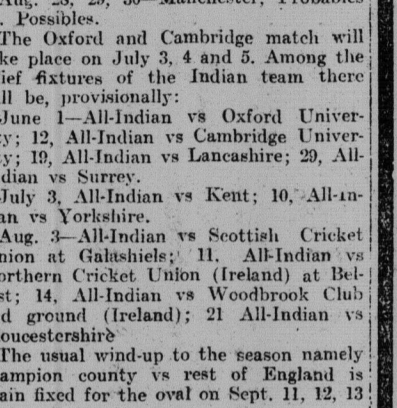 Aug. 28, 29, 30—Manchester, Probables
. Possibles.
The Oxford and Cambridge match will
ke place on July 3, 4 and 5. Among the
ief fixtures of the Indian team there
ll be, provisionally:
June 1—All-Indian vs Oxford Univer-
ty; 12, All-Indian vs Cambridge Univer-
ty; 19, All-Indian vs Lancashire; 29, All-
dian vs Surrey.
July 3, All-Indian vs Kent; 10, All-in-
an vs Yorkshire.
Aug. 3—All-Indian vs Scottish Cricket
nion at Galashiels; 11, All-Indian vs
orthern Cricket Union (Ireland) at Bel-
st; 14, All-Indian vs Woodbrook Club
d ground (Ireland); 21 All-Indian vs
oucestershire
The usual wind-up to the season namely
ampion county vs rest of England is
ain fixed for the oval on Sept. 11, 12, 13